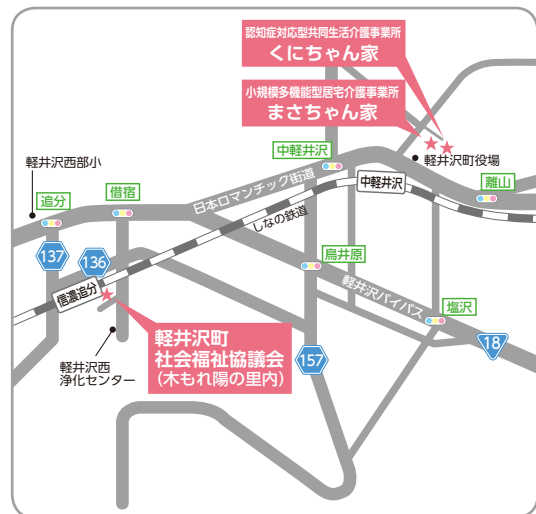 認知症対応型共同生活介護事業所
くにちゃん家
小規模多機能型居宅介護事業所
まさちゃん家
軽井沢町役場
中軽井沢
離山
中軽井沢
日本ロマンチック街道
しなの鉄道
軽井沢西部小
追分
借宿
137
136
信濃追分
鳥井原
軽井沢バイパス
塩沢
18
157
軽井沢町
社会福祉協議会
(木もれ陽の里内)
軽井沢西
浄化センター